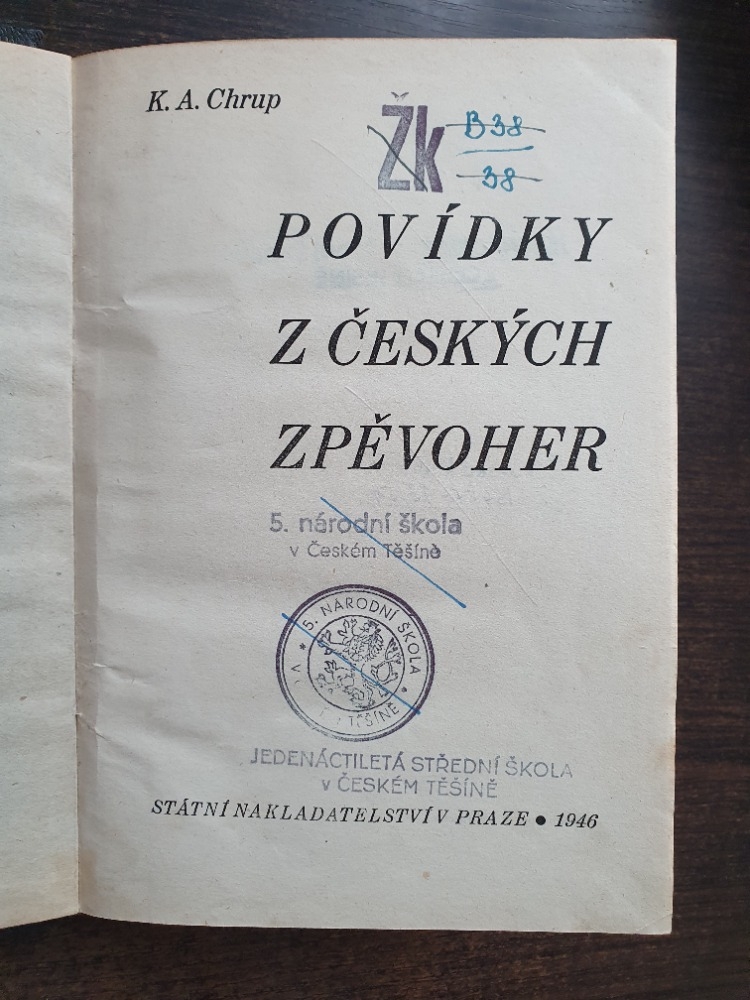 K. A. Chrup
Žk
B38
38
POVÍDKY
Z ČESKÝCH
ZPĚVOHER
5. národní škola
v Českém Těšíně
5. NÁRODNÍ ŠKOLA
TĚŠÍNĚ
JEDENÁCTILETÁ STŘEDNÍ ŠKOLA
v ČESKÉM TĚŠÍNĚ
STÁTNÍ NAKLADATELSTVÍ V PRAZE • 1946